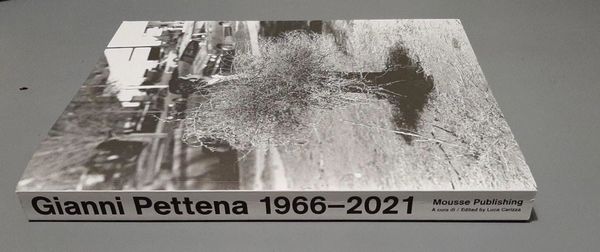 Gianni Pettena 1966–2021
Mousse Publishing
A cura di / Edited by Luca Cerizza